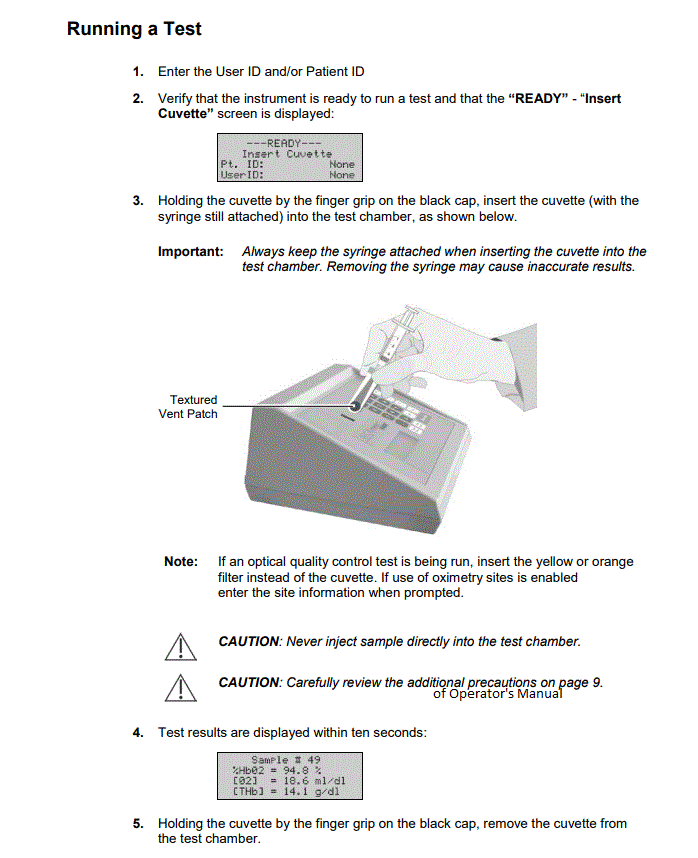 Running a Test
1. Enter the User ID and/or Patient ID
2. Verify that the instrument is ready to run a test and that the “READY” - “Insert
Cuvette” screen is displayed:
---READY---
Insert Cuvette
Pt. ID: None
UserID: None
3. Holding the cuvette by the finger grip on the black cap, insert the cuvette (with the
syringe still attached) into the test chamber, as shown below.
Important: Always keep the syringe attached when inserting the cuvette into the
test chamber. Removing the syringe may cause inaccurate results.
Textured
Vent Patch
Note: If an optical quality control test is being run, insert the yellow or orange
filter instead of the cuvette. If use of oximetry sites is enabled
enter the site information when prompted.
CAUTION: Never inject sample directly into the test chamber.
CAUTION: Carefully review the additional precautions on page 9.
of Operator's Manual
4. Test results are displayed within ten seconds:
Sample # 49
%HbO2 = 94.8 %
[O2] = 18.6 ml/dl
[THb] = 14.1 g/dl
5. Holding the cuvette by the finger grip on the black cap, remove the cuvette from
the test chamber.